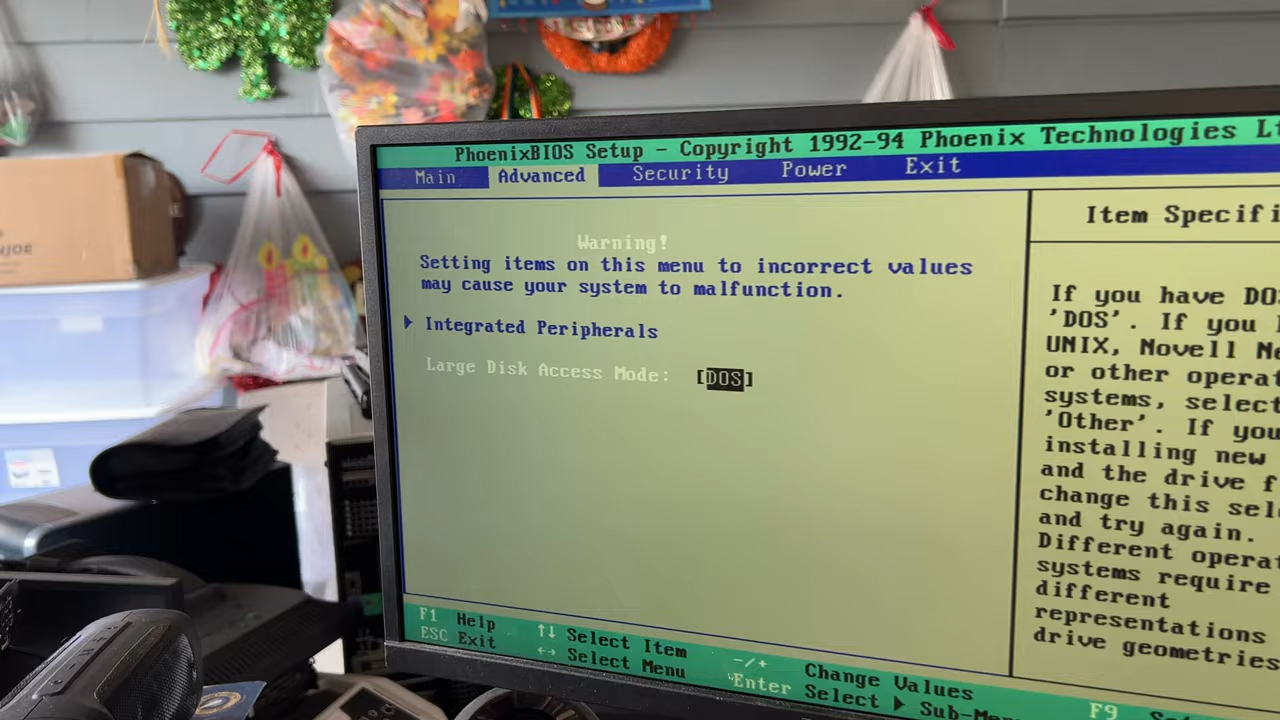 PhoenixBIOS Setup - Copyright 1992-94 Phoenix Technologies
Main Advanced Security Power Exit
Warning!
Setting items on this menu to incorrect values
may cause your system to malfunction.
Integrated Peripherals
Large Disk Access Mode: [DOS]
Item
If you have
'DOS'. If you
UNIX, Novell
or other
systems,
'Other'. If
installing new
and the drive
change this
and try again.
Different
systems require
different
representations
drive geometries
F1 Help ↑↓ Select Item -/+ Change Values F9
ESC Exit ←→ Select Menu Enter Select ▶